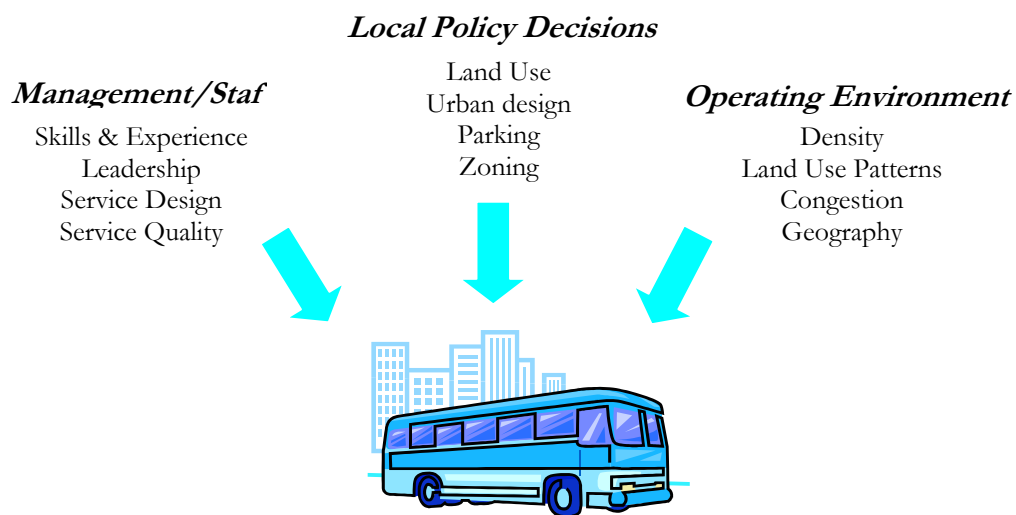 Local Policy Decisions
Land Use
Urban design
Parking
Zoning
Management/Staf
Skills & Experience
Leadership
Service Design
Service Quality
Operating Environment
Density
Land Use Patterns
Congestion
Geography